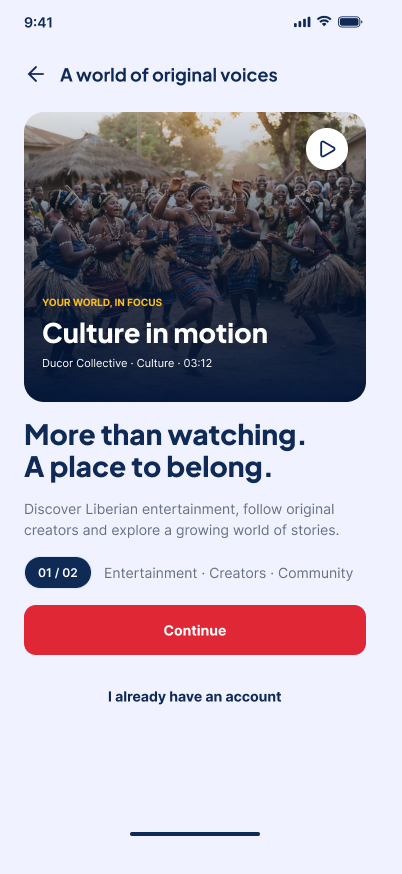 9:41
A world of original voices
YOUR WORLD, IN FOCUS
Culture in motion
Ducor Collective · Culture · 03:12
More than watching.
A place to belong.
Discover Liberian entertainment, follow original
creators and explore a growing world of stories.
01 / 02
Entertainment · Creators · Community
Continue
I already have an account